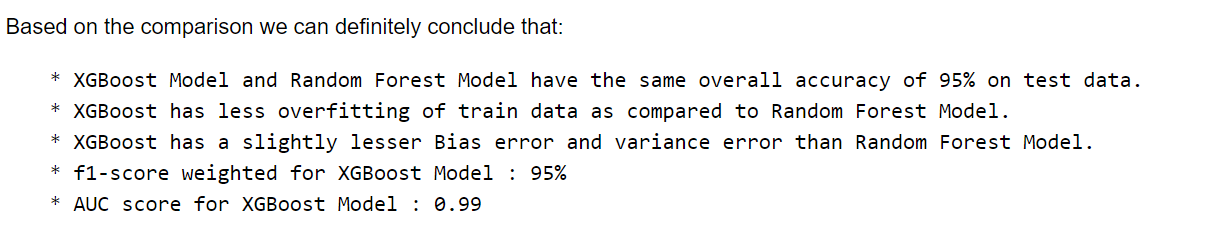 Based on the comparison we can definitely conclude that:
* XGBoost Model and Random Forest Model have the same overall accuracy of 95% on test data.
* XGBoost has less overfitting of train data as compared to Random Forest Model.
* XGBoost has a slightly lesser Bias error and variance error than Random Forest Model.
* f1-score weighted for XGBoost Model : 95%
* AUC score for XGBoost Model : 0.99